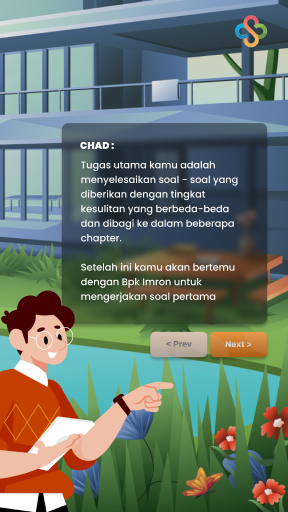 CHAD:
Tugas utama kamu adalah
menyelesaikan soal - soal yang
diberikan dengan tingkat
kesulitan yang berbeda-beda
dan dibagi ke dalam beberapa
chapter.
Setelah ini kamu akan bertemu
dengan Bpk Imron untuk
mengerjakan soal pertama
< Prev
Next >